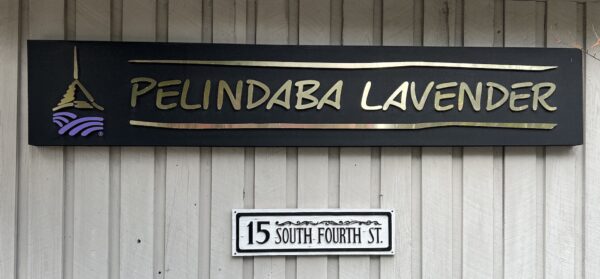 PELINDABA LAVENDER
®
15 SOUTH FOURTH ST.